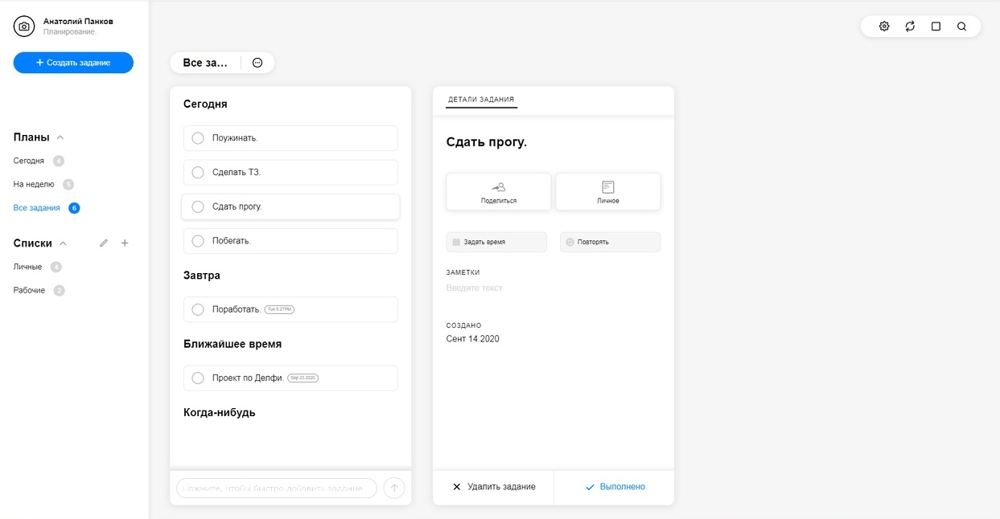 Анатолий Панков
Планирование.
+ Создать задание
Планы
Сегодня 4
На неделю 5
Все задания 6
Списки
Личные 4
Рабочие 2
Все за...
Сегодня
Поужинать.
Сделать ТЗ.
Сдать прогу.
Побегать.
Завтра
Поработать. Tue 6:27PM
Ближайшее время
Проект по Делфи. Sep 23.2020
Когда-нибудь
Нажмите, чтобы быстро добавить задание
ДЕТАЛИ ЗАДАНИЯ
Сдать прогу.
Поделиться
Личное
Задать время
Повторять
ЗАМЕТКИ
Введите текст
СОЗДАНО
Сент 14.2020
Удалить задание
Выполнено